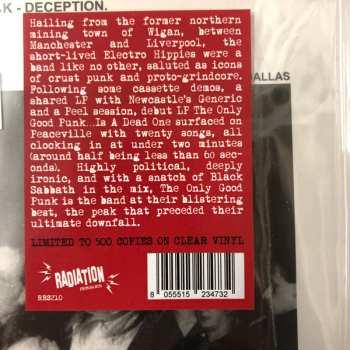 K - DECEPTION.
Hailing from the former northern
mining town of Wigan, between
Manchester and Liverpool, the
short-lived Electro Hippies were a
band like no other, saluted as icons
of crust punk and proto-grindcore.
Following some cassette demos, a
shared LP with Newcastle's Generic
and a Peel session, debut LP The Only
Good Punk...Is A Dead One surfaced on
Peaceville with twenty songs, all
clocking in at under two minutes
(around half being less than 60 sec-
onds). Highly political, deeply
ironic, and with a snatch of Black
Sabbath in the mix, The Only Good
Punk is the band at their blistering
best, the peak that preceded their
ultimate downfall.
LIMITED TO 500 COPIES ON CLEAR VINYL
ALLAS
RADIATION
REISSUES
RRS210
8 055515 234732